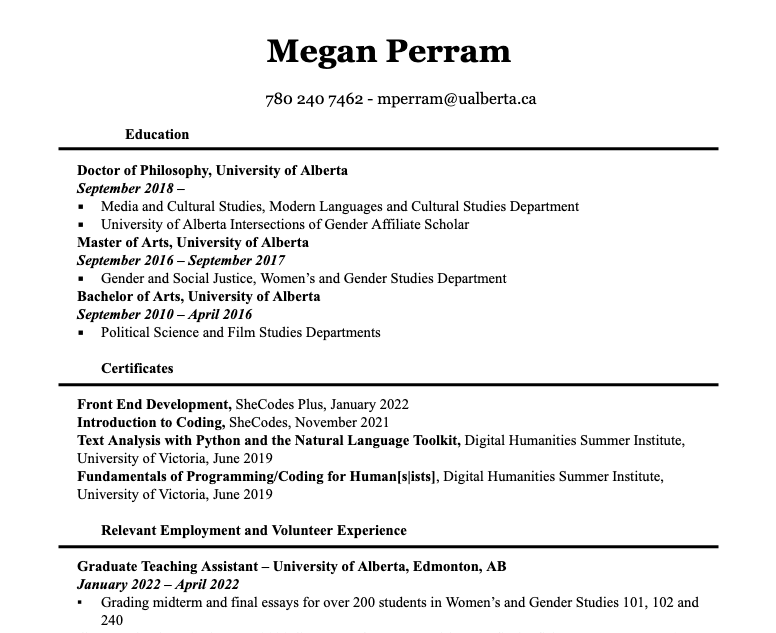 Megan Perram
780 240 7462 - mperram@ualberta.ca
Education
Doctor of Philosophy, University of Alberta
September 2018 –
▪ Media and Cultural Studies, Modern Languages and Cultural Studies Department
▪ University of Alberta Intersections of Gender Affiliate Scholar
Master of Arts, University of Alberta
September 2016 – September 2017
▪ Gender and Social Justice, Women's and Gender Studies Department
Bachelor of Arts, University of Alberta
September 2010 – April 2016
▪ Political Science and Film Studies Departments
Certificates
Front End Development, SheCodes Plus, January 2022
Introduction to Coding, SheCodes, November 2021
Text Analysis with Python and the Natural Language Toolkit, Digital Humanities Summer Institute,
University of Victoria, June 2019
Fundamentals of Programming/Coding for Human[s|ists], Digital Humanities Summer Institute,
University of Victoria, June 2019
Relevant Employment and Volunteer Experience
Graduate Teaching Assistant – University of Alberta, Edmonton, AB
January 2022 – April 2022
▪ Grading midterm and final essays for over 200 students in Women's and Gender Studies 101, 102 and
240